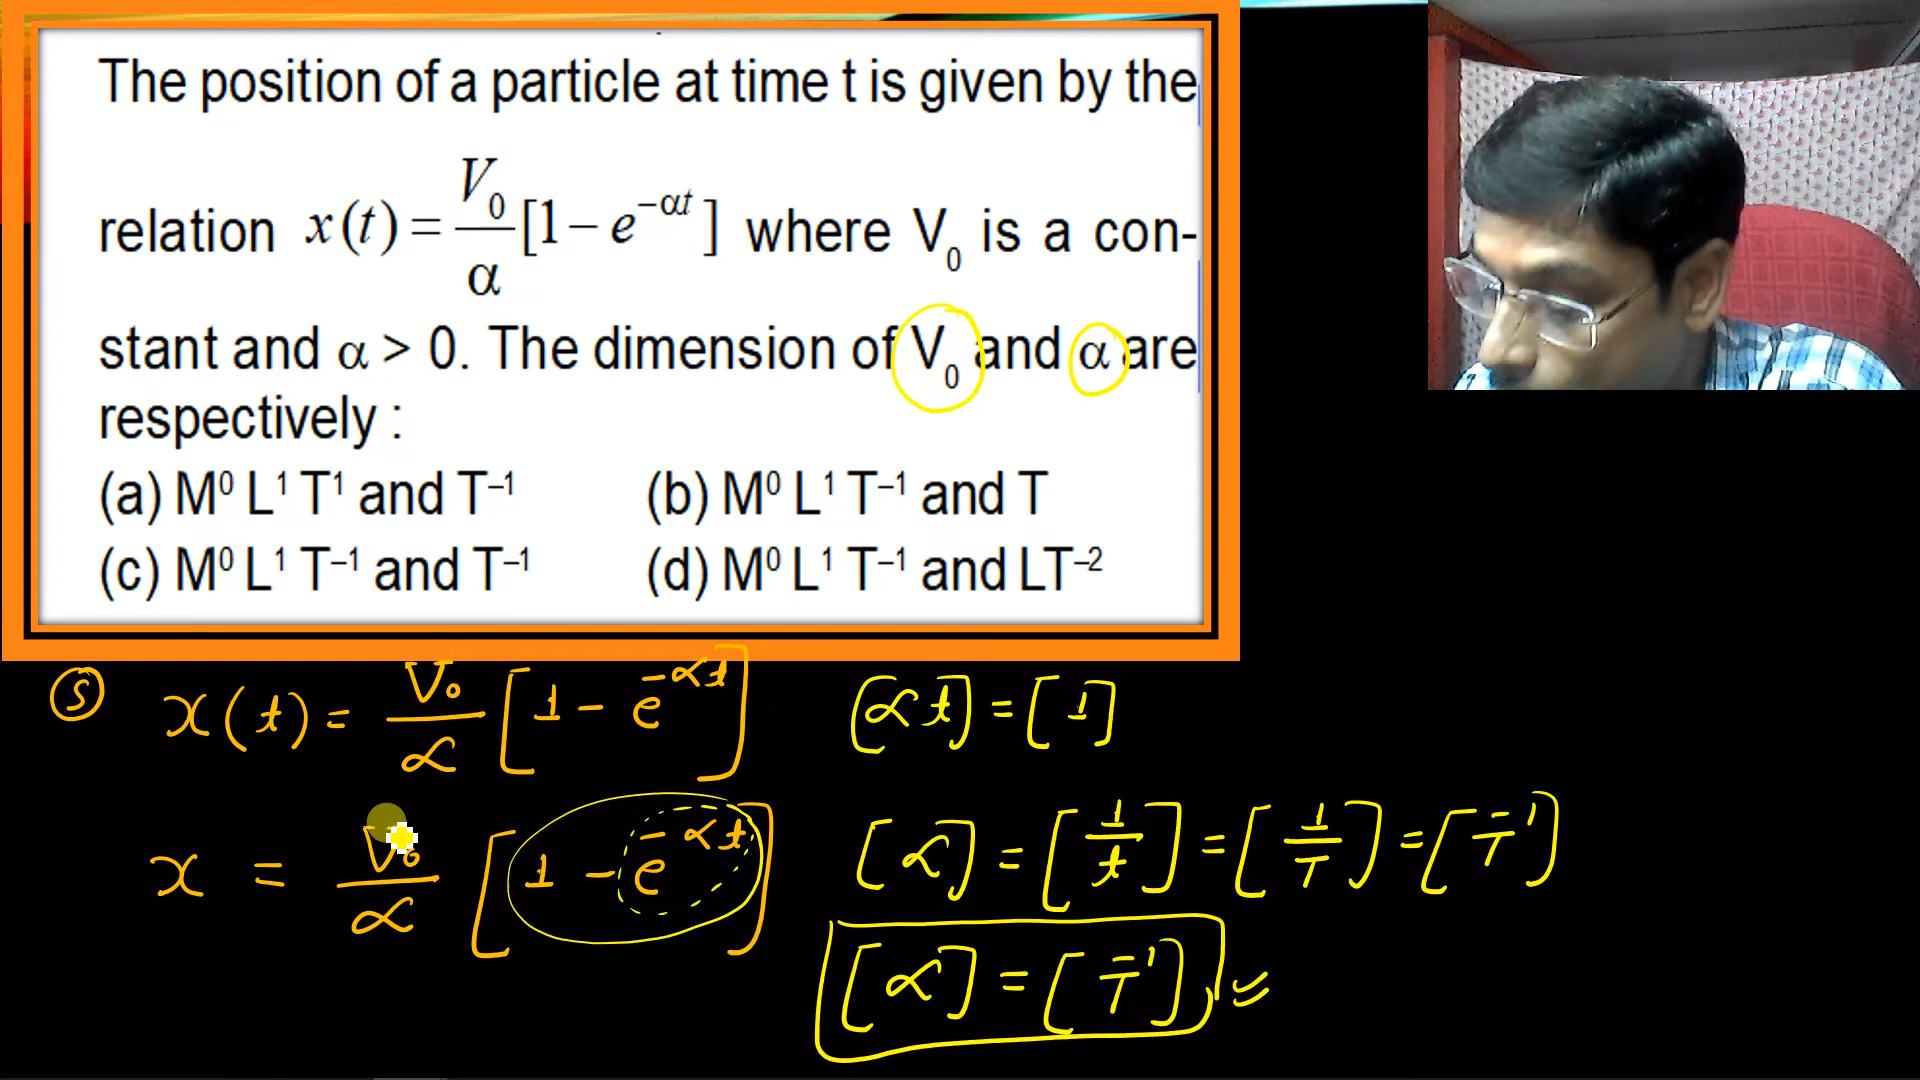 The position of a particle at time t is given by the
relation x(t) = V₀/α [1 – e^–αt] where V₀ is a con-
stant and α > 0. The dimension of V₀ and α are
respectively :
(a) M⁰ L¹ T¹ and T⁻¹ (b) M⁰ L¹ T⁻¹ and T
(c) M⁰ L¹ T⁻¹ and T⁻¹ (d) M⁰ L¹ T⁻¹ and LT⁻²
⑤ x(t) = V₀/α [1 – e^–αt] [αt] = [1]
x = V₀/α [1 – e^–αt] [α] = [1/t] = [1/T] = [T⁻¹]
[α] = [T⁻¹]